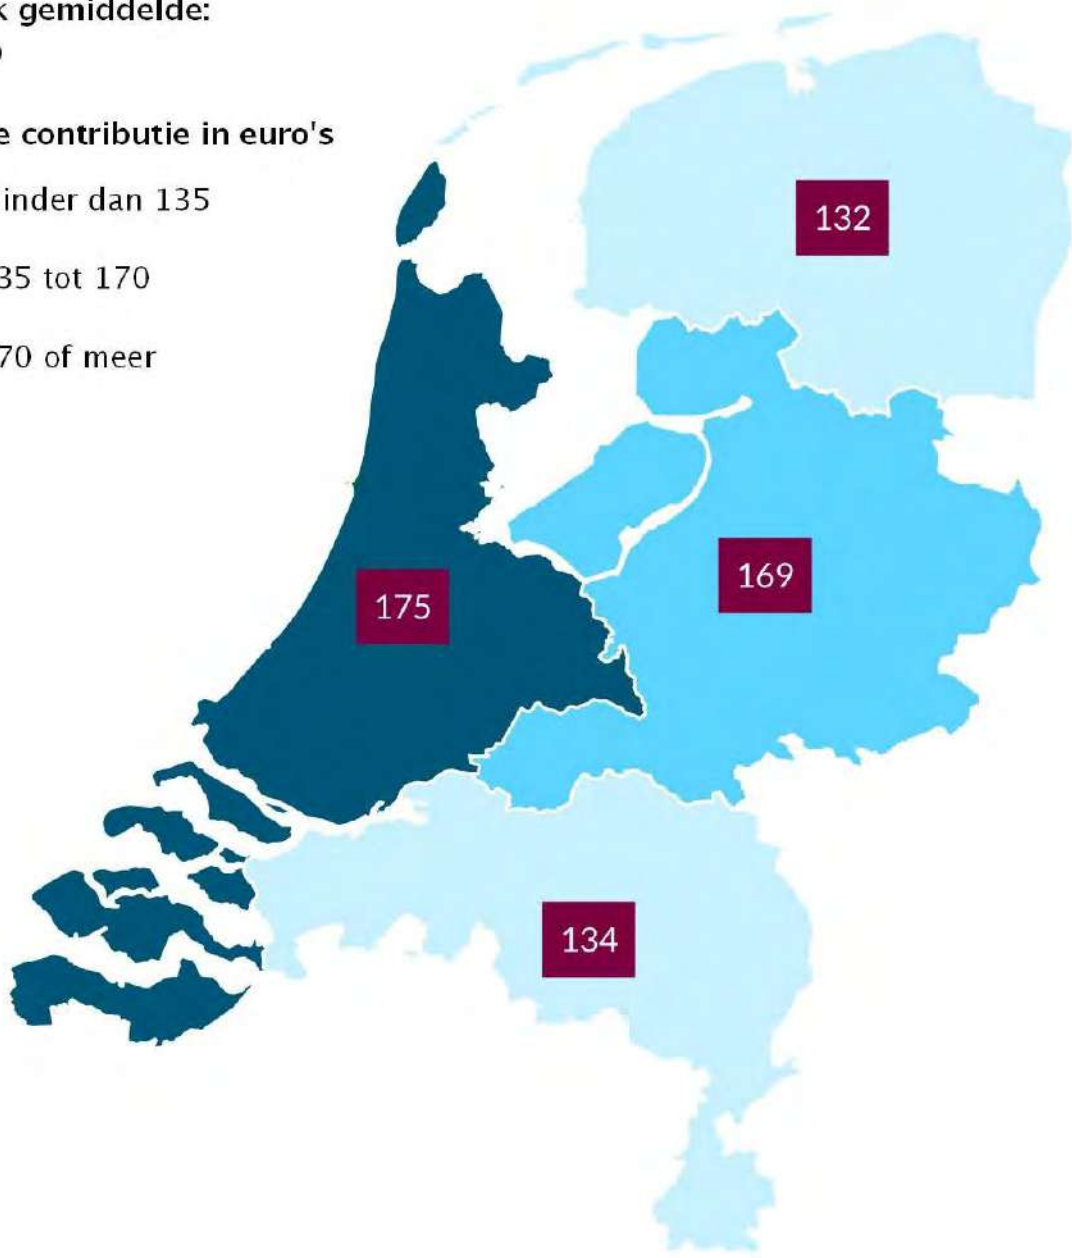 k gemiddelde:
e contributie in euro's
inder dan 135
35 tot 170
70 of meer
132
169
175
134